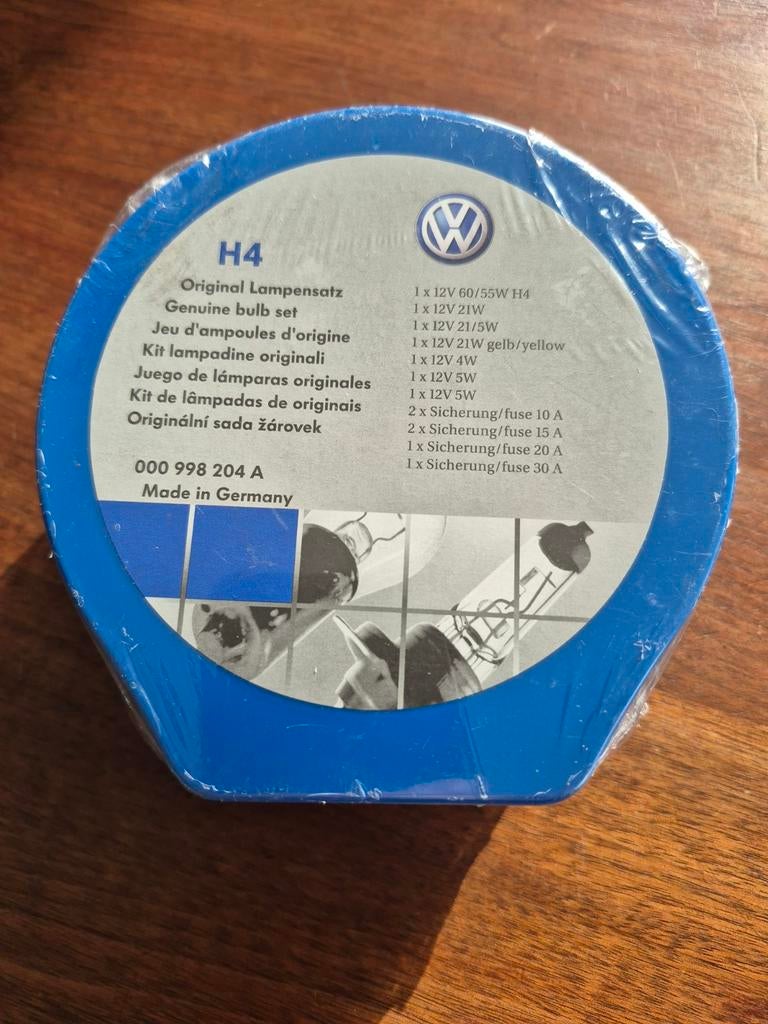 H4
Original Lampensatz
Genuine bulb set
Jeu d'ampoules d'origine
Kit lampadine originali
Juego de lámparas originales
Kit de lâmpadas de originais
Originální sada žárovek
000 998 204 A
Made in Germany
VW
1 x 12V 60/55W H4
1 x 12V 21W
1 x 12V 21/5W
1 x 12V 21W gelb/yellow
1 x 12V 4W
1 x 12V 5W
1 x 12V 5W
2 x Sicherung/fuse 10 A
2 x Sicherung/fuse 15 A
1 x Sicherung/fuse 20 A
1 x Sicherung/fuse 30 A